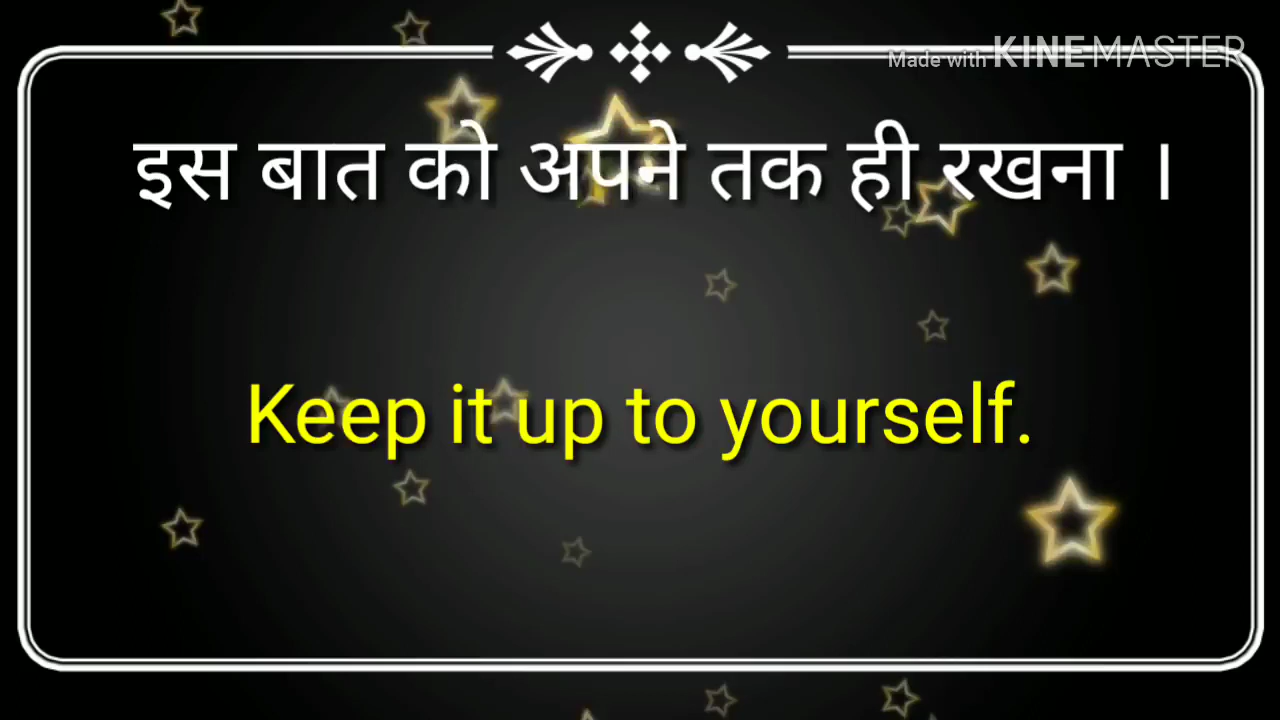 Made with KINEMASTER
इस बात को अपने तक ही रखना ।
Keep it up to yourself.